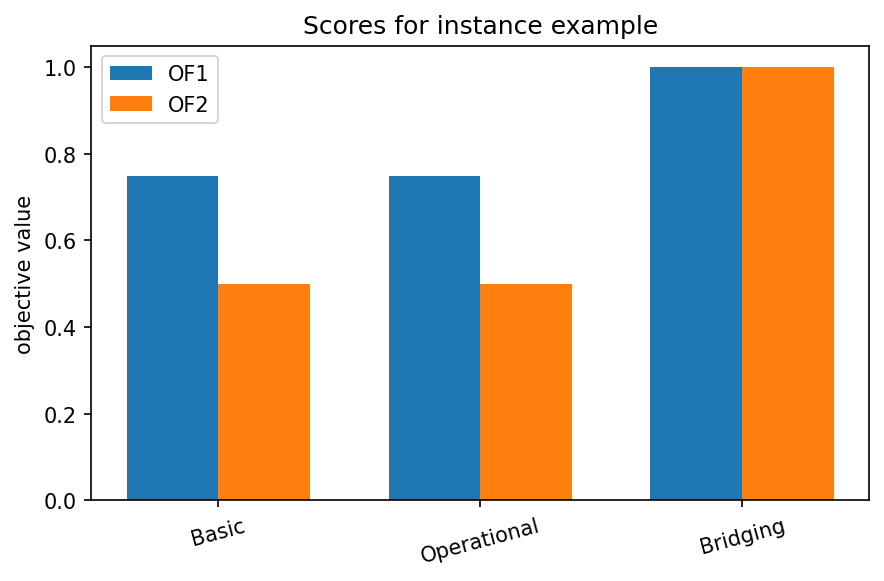 Scores for instance example
OF1
OF2
objective value
1.0
0.8
0.6
0.4
0.2
0.0
Basic
Operational
Bridging